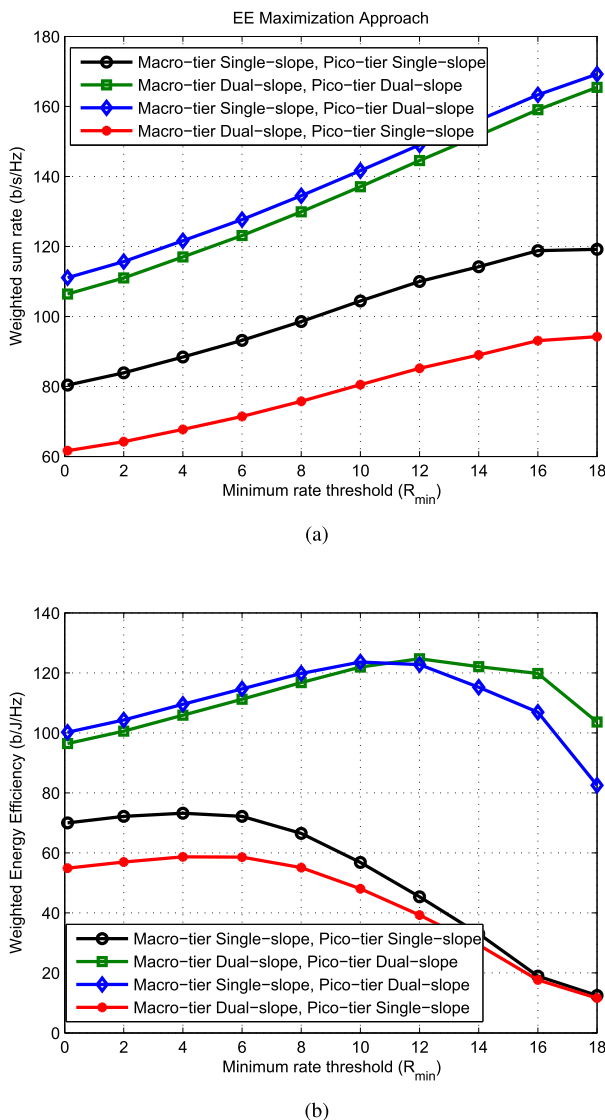 EE Maximization Approach
180
160
140
120
100
80
60
Weighted sum rate (b/s/Hz)
Macro−tier Single−slope, Pico−tier Single−slope
Macro−tier Dual−slope, Pico−tier Dual−slope
Macro−tier Single−slope, Pico−tier Dual−slope
Macro−tier Dual−slope, Pico−tier Single−slope
0 2 4 6 8 10 12 14 16 18
Minimum rate threshold (R_min)
(a)
140
120
100
80
60
40
20
0
Weighted Energy Efficiency (b/J/Hz)
Macro−tier Single−slope, Pico−tier Single−slope
Macro−tier Dual−slope, Pico−tier Dual−slope
Macro−tier Single−slope, Pico−tier Dual−slope
Macro−tier Dual−slope, Pico−tier Single−slope
0 2 4 6 8 10 12 14 16 18
Minimum rate threshold (R_min)
(b)